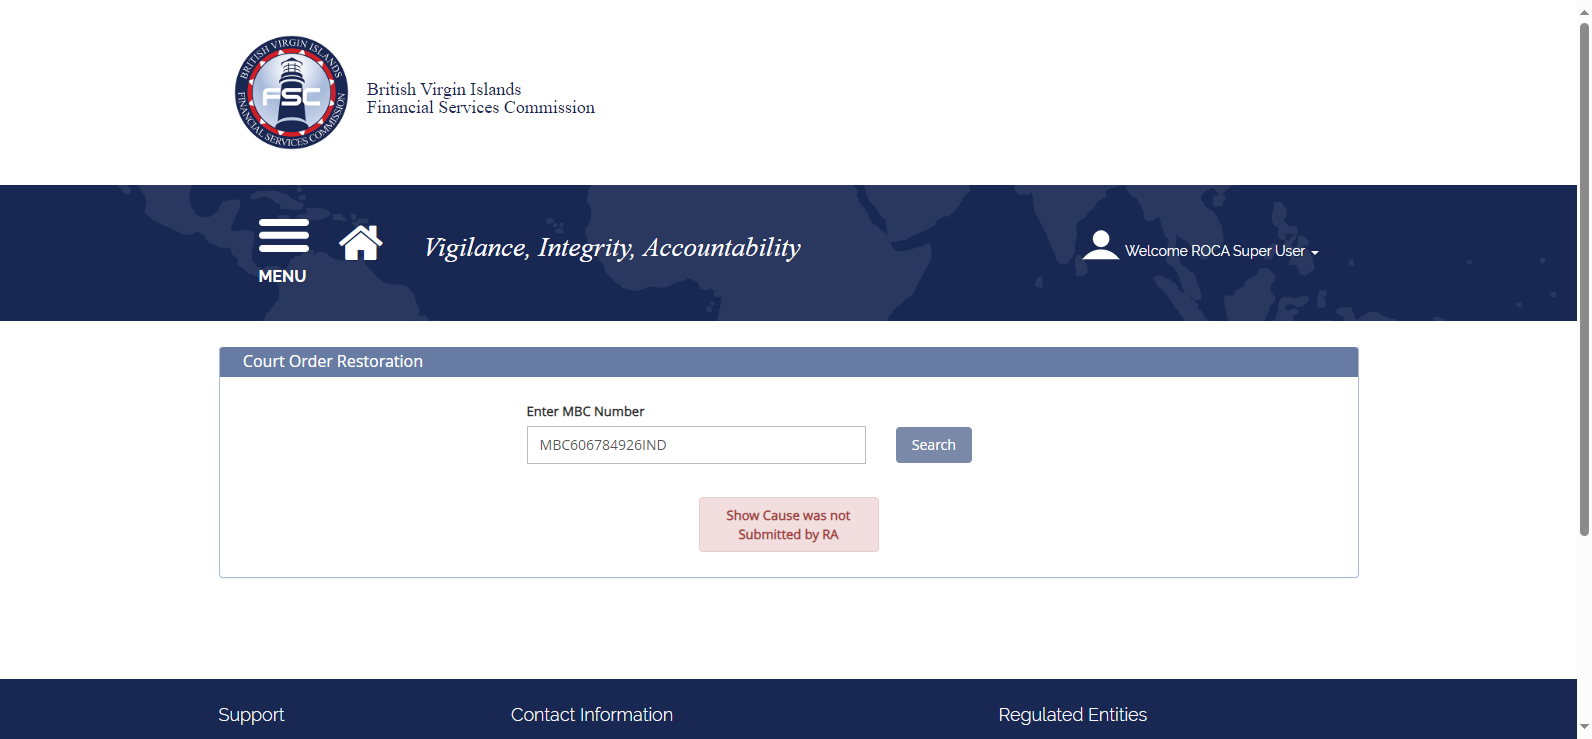 BRITISH VIRGIN ISLANDS
FSC
FINANCIAL SERVICES COMMISSION
British Virgin Islands
Financial Services Commission
MENU
Vigilance, Integrity, Accountability
Welcome ROCA Super User
Court Order Restoration
Enter MBC Number
MBC606784926IND
Search
Show Cause was not
Submitted by RA
Support
Contact Information
Regulated Entities